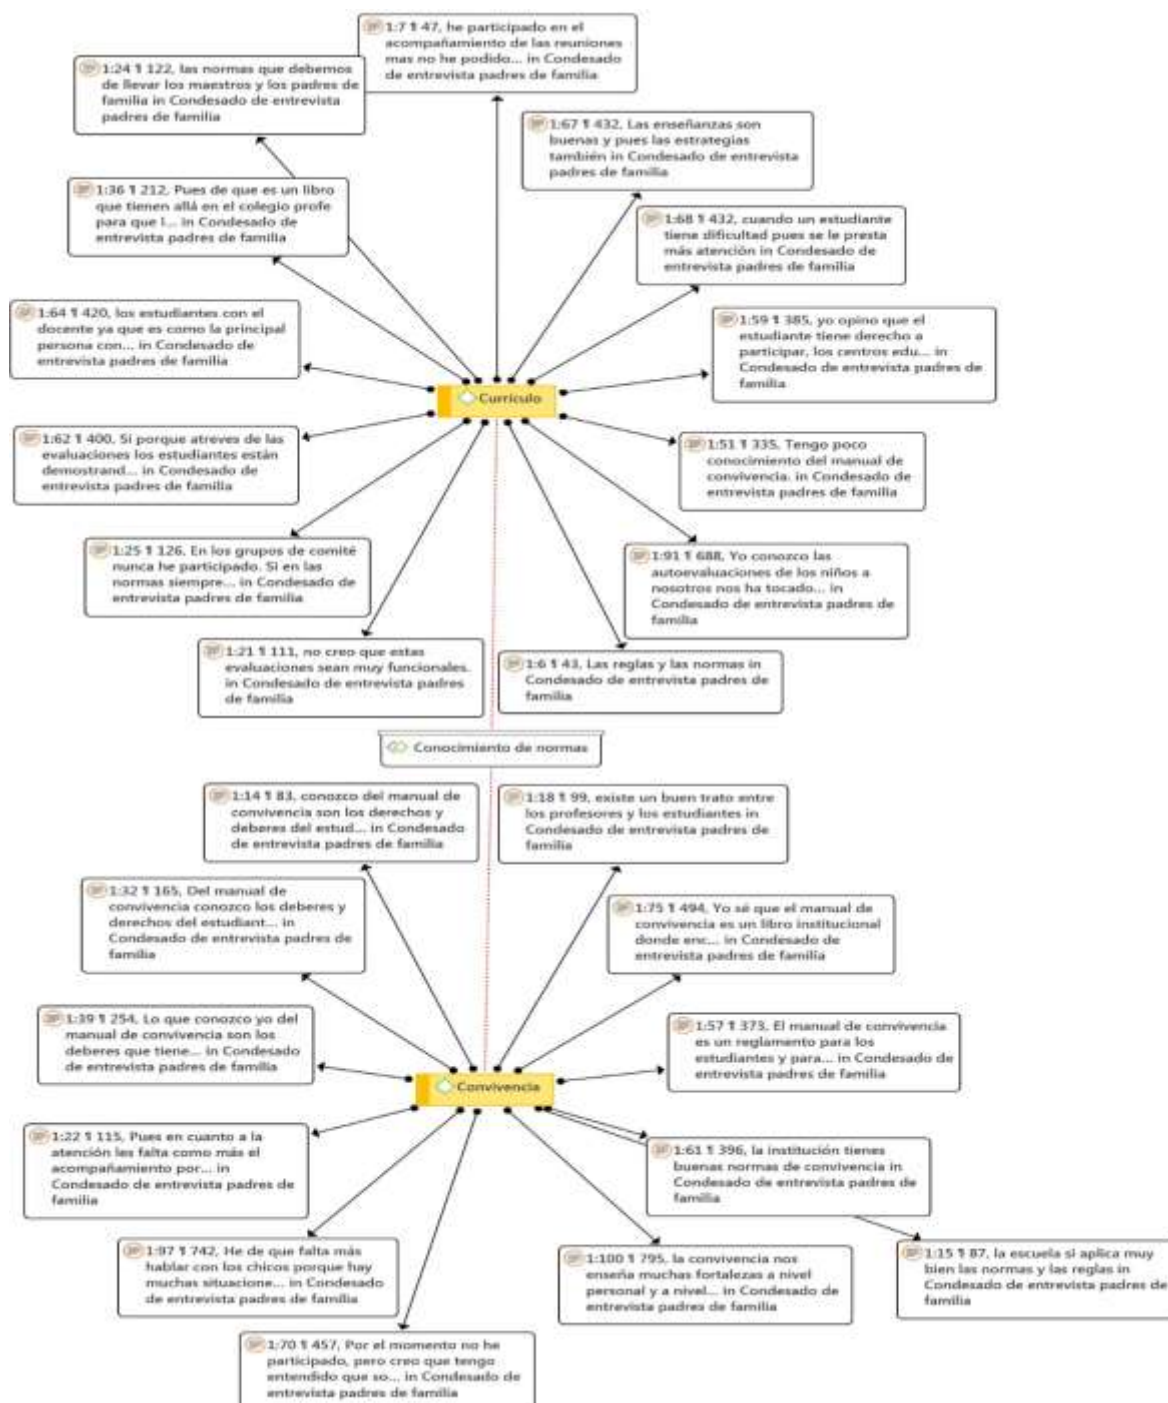 1:7 ¶ 47, he participado en el
acompañamiento de las reuniones
mas no he podido... in Condesado
de entrevista padres de familia
1:24 ¶ 122, las normas que debemos
de llevar los maestros y los padres de
familia in Condesado de entrevista
padres de familia
1:67 ¶ 432, Las enseñanzas son
buenas y pues las estrategias
también in Condesado de entrevista
padres de familia
1:36 ¶ 212, Pues de que es un libro
que tienen allá en el colegio profe
para que l... in Condesado de
entrevista padres de familia
1:68 ¶ 432, cuando un estudiante
tiene dificultad pues se le presta
más atención in Condesado de
entrevista padres de familia
1:64 ¶ 420, los estudiantes con el
docente ya que es como la principal
persona con... in Condesado de
entrevista padres de familia
1:59 ¶ 385, yo opino que el
estudiante tiene derecho a
participar, los centros edu... in
Condesado de entrevista padres de
familia
Currículo
1:62 ¶ 400, Si porque atreves de las
evaluaciones los estudiantes están
demostrand... in Condesado de
entrevista padres de familia
1:51 ¶ 335, Tengo poco
conocimiento del manual de
convivencia. in Condesado de
entrevista padres de familia
1:25 ¶ 126, En los grupos de comité
nunca he participado. Si en las
normas siempre... in Condesado de
entrevista padres de familia
1:91 ¶ 688, Yo conozco las
autoevaluaciones de los niños a
nosotros nos ha tocado... in
Condesado de entrevista padres de
familia
1:21 ¶ 111, no creo que estas
evaluaciones sean muy funcionales.
in Condesado de entrevista padres
de familia
1:6 ¶ 43, Las reglas y las normas in
Condesado de entrevista padres de
familia
Conocimiento de normas
1:14 ¶ 83, conozco del manual de
convivencia son los derechos y
deberes del estud... in Condesado
de entrevista padres de familia
1:18 ¶ 99, existe un buen trato entre
los profesores y los estudiantes in
Condesado de entrevista padres de
familia
1:32 ¶ 165, Del manual de
convivencia conozco los deberes y
derechos del estudiant... in
Condesado de entrevista padres de
familia
1:75 ¶ 494, Yo sé que el manual de
convivencia es un libro institucional
donde enc... in Condesado de
entrevista padres de familia
1:39 ¶ 254, Lo que conozco yo del
manual de convivencia son los
deberes que tiene... in Condesado
de entrevista padres de familia
1:57 ¶ 373, El manual de convivencia
es un reglamento para los
estudiantes y para... in Condesado de
entrevista padres de familia
Convivencia
1:22 ¶ 115, Pues en cuanto a la
atención les falta como más el
acompañamiento por... in
Condesado de entrevista padres de
familia
1:61 ¶ 396, la institución tienes
buenas normas de convivencia in
Condesado de entrevista padres de
familia
1:97 ¶ 742, He de que falta más
hablar con los chicos porque hay
muchas situacione... in Condesado
de entrevista padres de familia
1:100 ¶ 795, la convivencia nos
enseña muchas fortalezas a nivel
personal y a nivel... in Condesado de
entrevista padres de familia
1:15 ¶ 87, la escuela si aplica muy
bien las normas y las reglas in
Condesado de entrevista padres de
familia
1:70 ¶ 457, Por el momento no he
participado, pero creo que tengo
entendido que so... in Condesado de
entrevista padres de familia